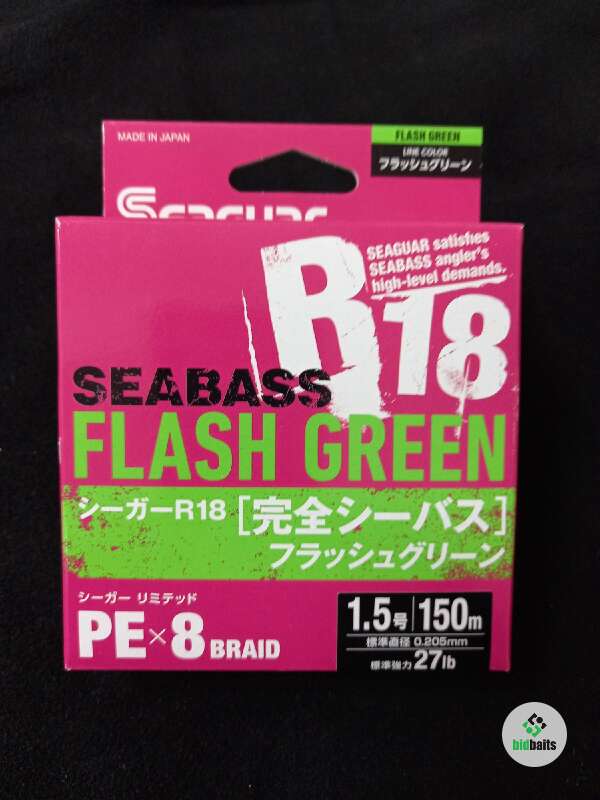 MADE IN JAPAN
FLASH GREEN
LINE COLOR
フラッシュグリーン
SEAGUAR
R18
SEAGUAR satisfies
SEABASS angler's
high-level demands.
SEABASS
FLASH GREEN
シーガーR18 [完全シーバス]
フラッシュグリーン
シーガー リミテッド
PE×8 BRAID
1.5号 150m
標準直径 0.205mm
標準強力 27lb
bidbaits